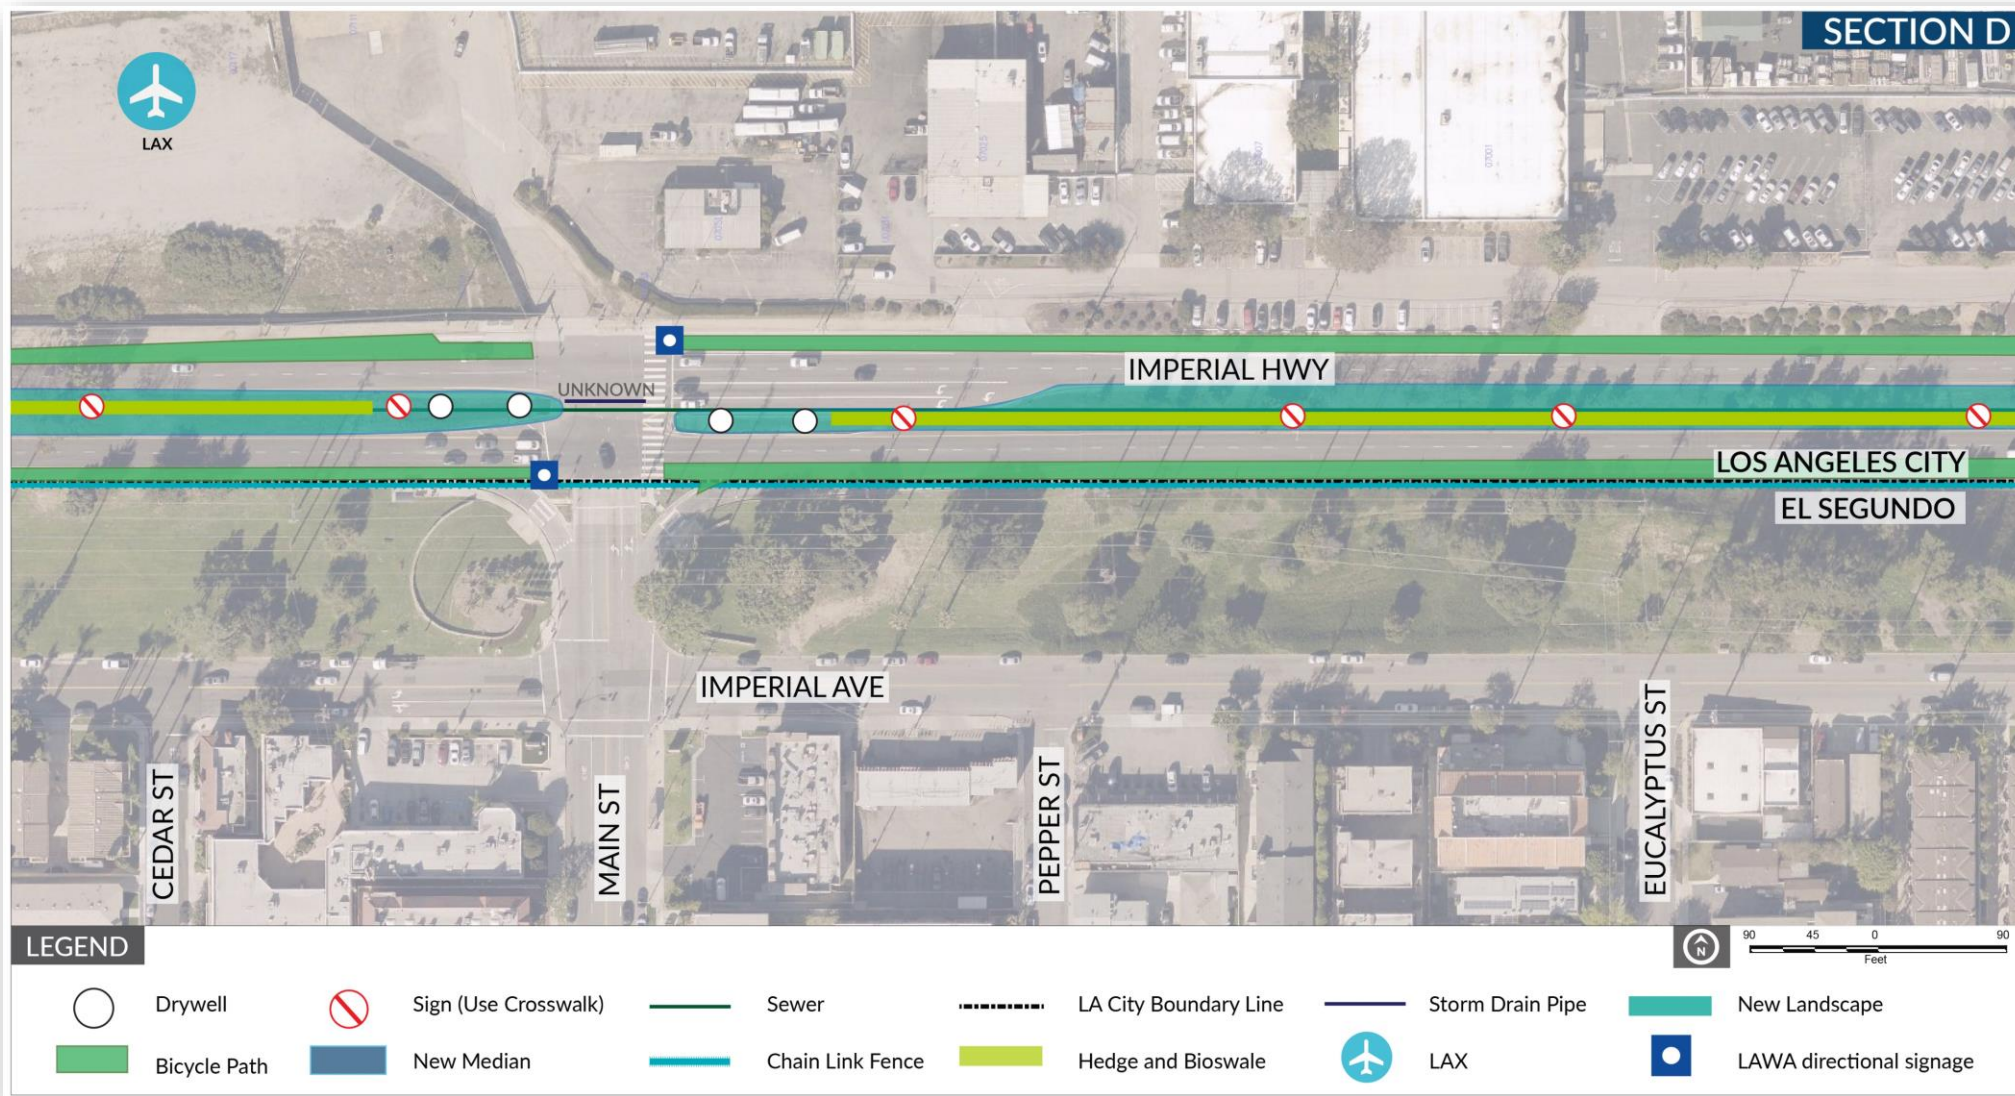 SECTION D
LAX
UNKNOWN
IMPERIAL HWY
LOS ANGELES CITY
EL SEGUNDO
IMPERIAL AVE
CEDAR ST
MAIN ST
PEPPER ST
EUCALYPTUS ST
LEGEND
N
90 45 0 90
Feet
Drywell
Sign (Use Crosswalk)
Sewer
LA City Boundary Line
Storm Drain Pipe
New Landscape
Bicycle Path
New Median
Chain Link Fence
Hedge and Bioswale
LAX
LAWA directional signage